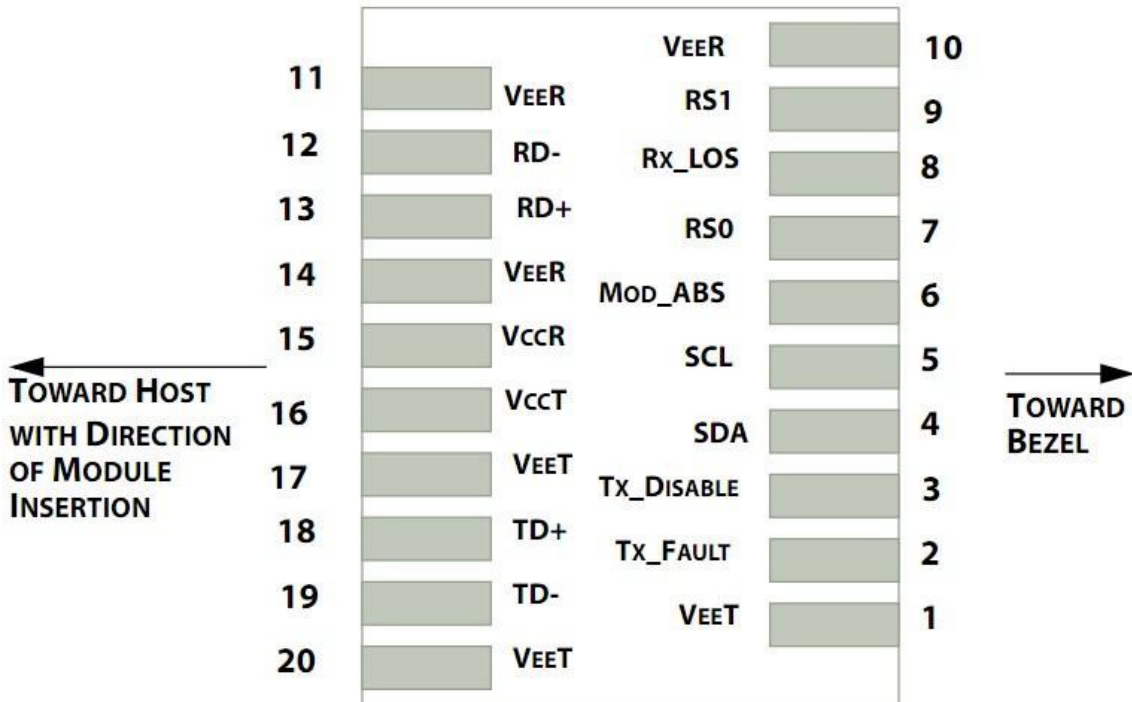 11 VEER
12 RD-
13 RD+
14 VEER
15 VCCR
16 VCCT
17 VEET
18 TD+
19 TD-
20 VEET
VEER 10
RS1 9
RX_LOS 8
RS0 7
MOD_ABS 6
SCL 5
SDA 4
TX_DISABLE 3
TX_FAULT 2
VEET 1
TOWARD HOST
WITH DIRECTION
OF MODULE
INSERTION
TOWARD
BEZEL